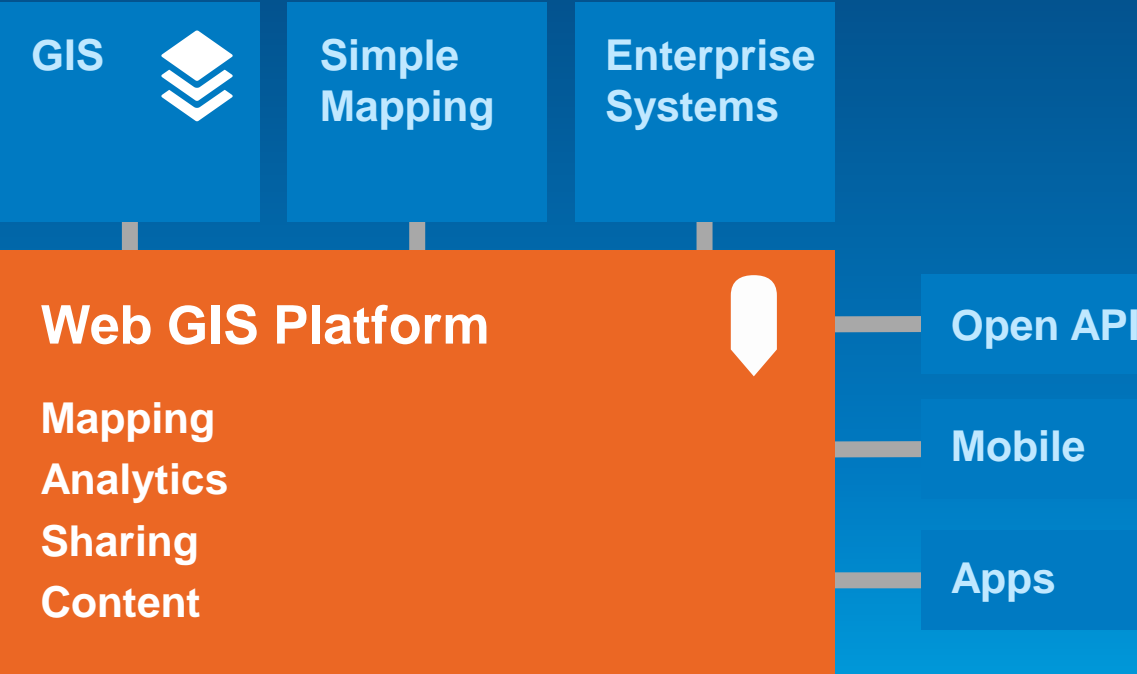 GIS
Simple
Mapping
Enterprise
Systems
Web GIS Platform
Mapping
Analytics
Sharing
Content
Open API
Mobile
Apps